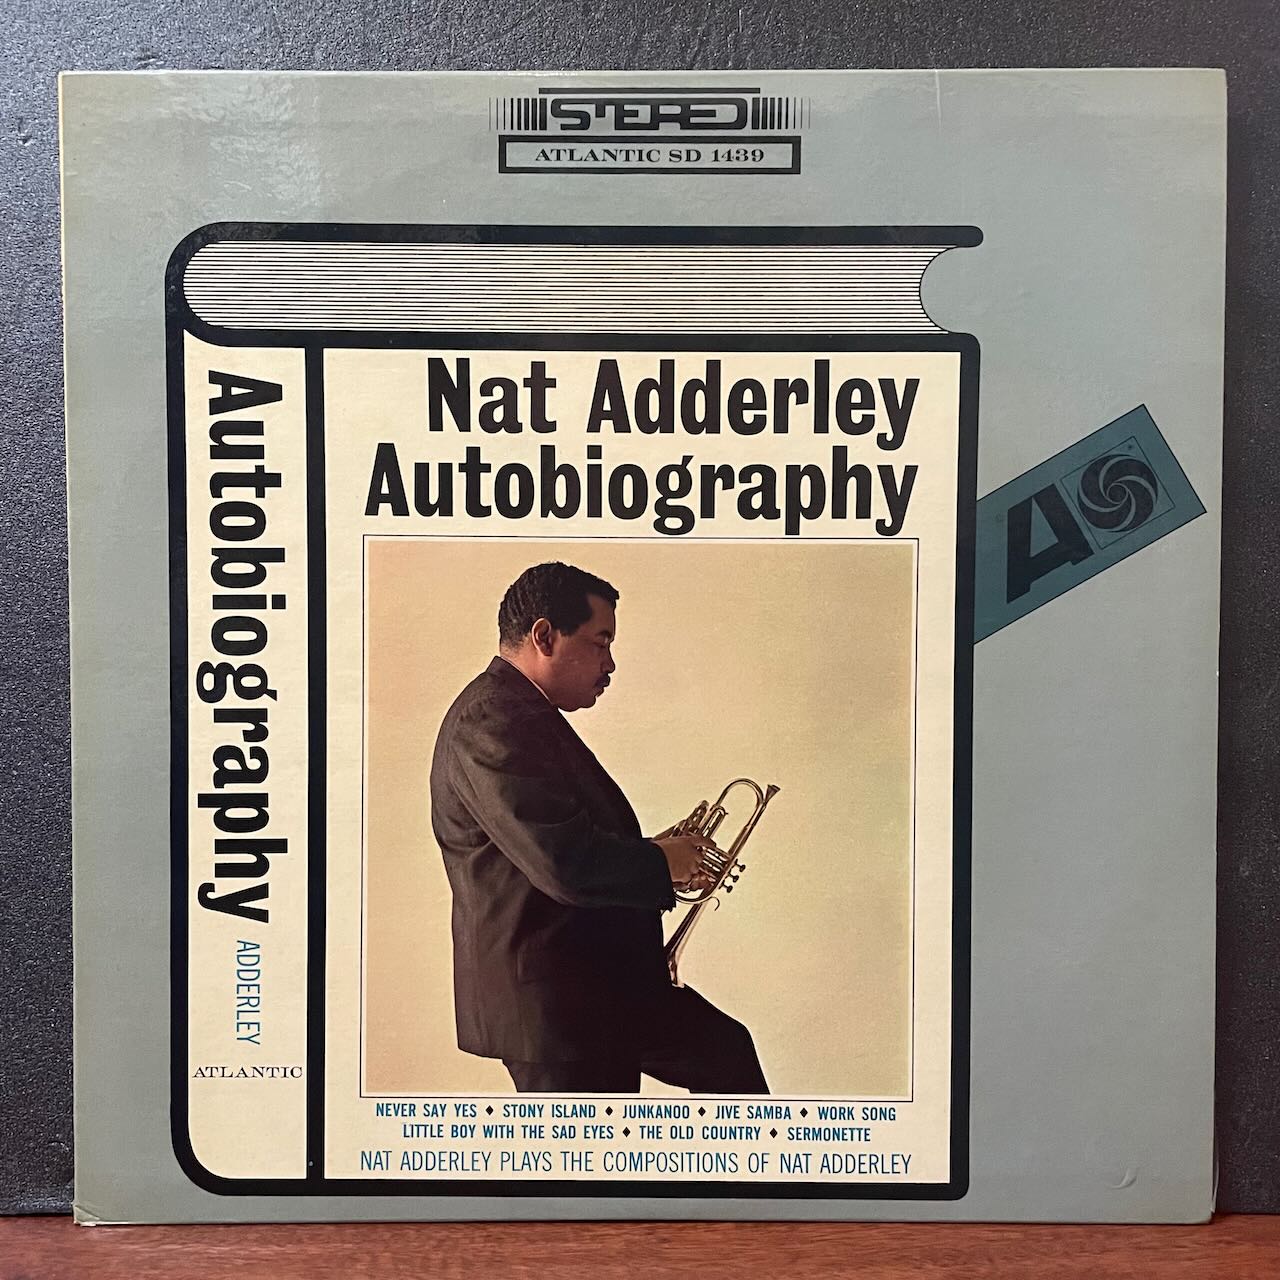 STEREO
ATLANTIC SD 1439
Nat Adderley
Autobiography
Autobiography
ADDERLEY
ATLANTIC
A
NEVER SAY YES ♦ STONY ISLAND ♦ JUNKANOO ♦ JIVE SAMBA ♦ WORK SONG
LITTLE BOY WITH THE SAD EYES ♦ THE OLD COUNTRY ♦ SERMONETTE
NAT ADDERLEY PLAYS THE COMPOSITIONS OF NAT ADDERLEY